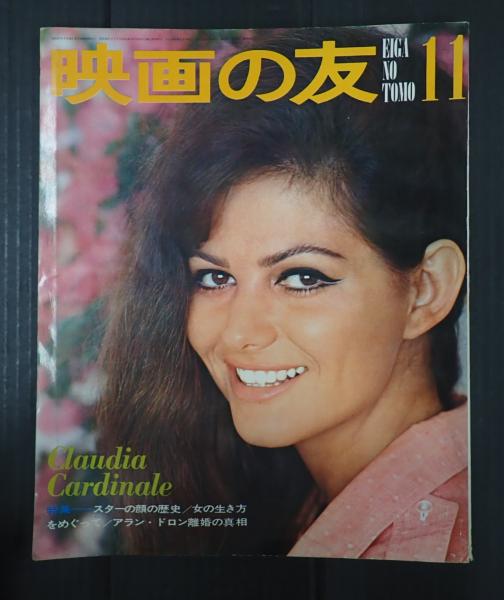 映画の友
EIGA
NO
TOMO
11
Claudia
Cardinale
スターの顔の歴史/女の生き方
をめぐって/アラン・ドロン離婚の真相